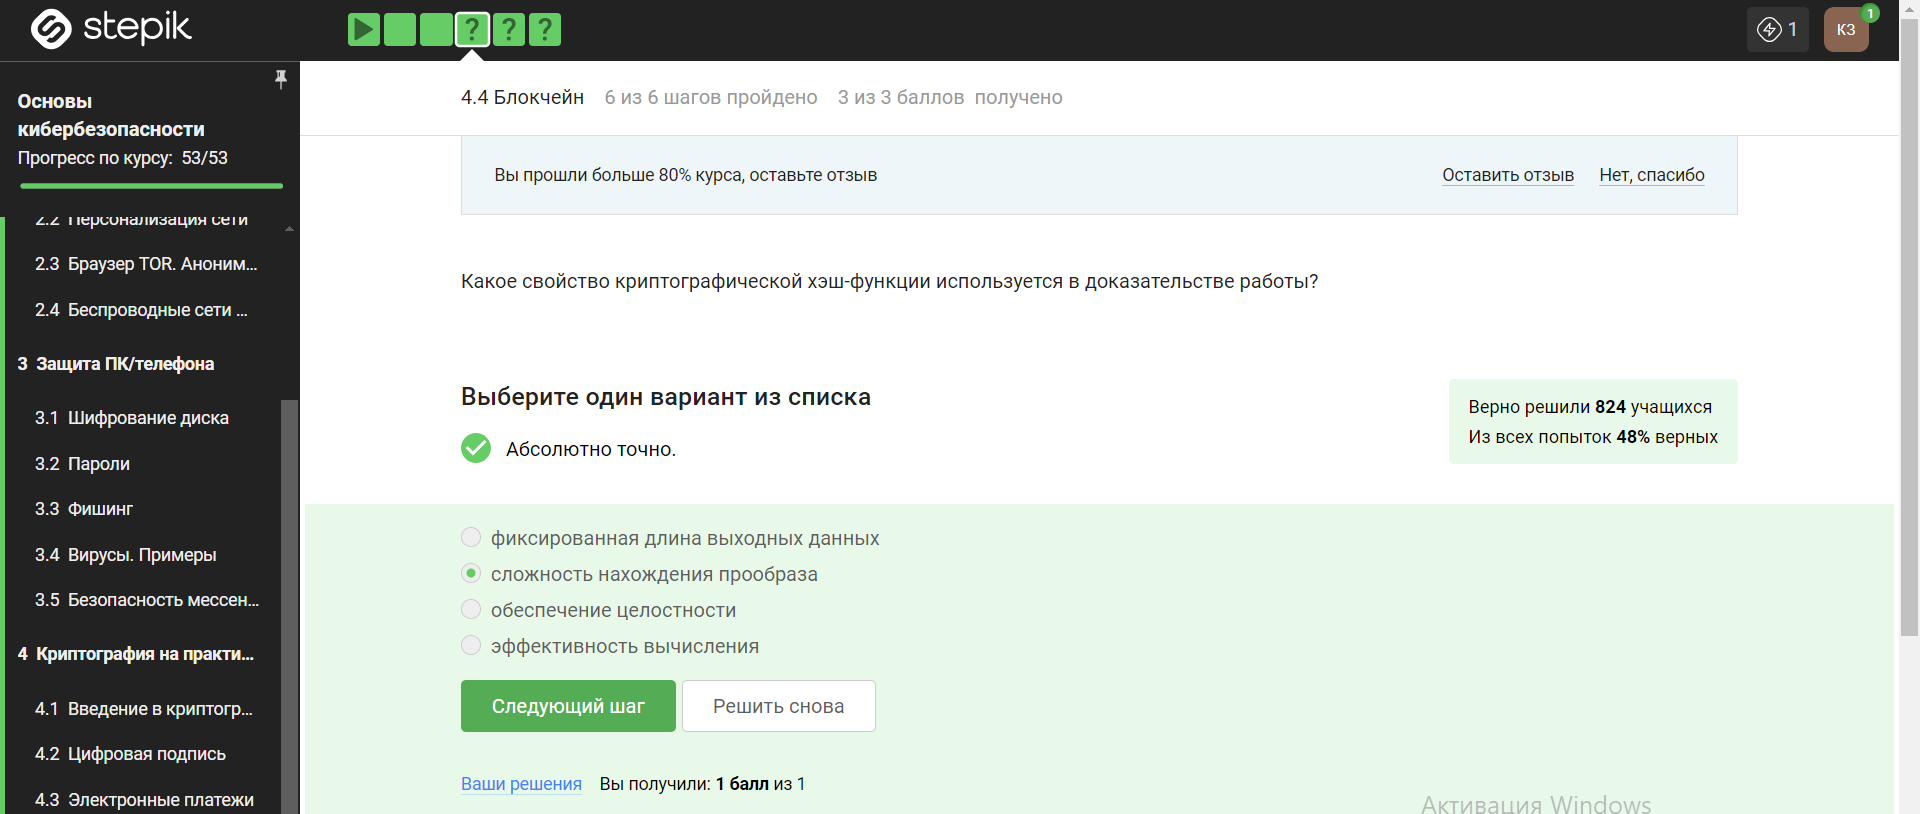 stepik
? ? ?
1
КЗ
1
Основы
кибербезопасности
Прогресс по курсу: 53/53
2.2 Персонализация сети
2.3 Браузер TOR. Аноним...
2.4 Беспроводные сети ...
3 Защита ПК/телефона
3.1 Шифрование диска
3.2 Пароли
3.3 Фишинг
3.4 Вирусы. Примеры
3.5 Безопасность мессен...
4 Криптография на практи...
4.1 Введение в криптогр...
4.2 Цифровая подпись
4.3 Электронные платежи
4.4 Блокчейн 6 из 6 шагов пройдено 3 из 3 баллов получено
Вы прошли больше 80% курса, оставьте отзыв
Оставить отзыв Нет, спасибо
Какое свойство криптографической хэш-функции используется в доказательстве работы?
Выберите один вариант из списка
Абсолютно точно.
Верно решили 824 учащихся
Из всех попыток 48% верных
фиксированная длина выходных данных
сложность нахождения прообраза
обеспечение целостности
эффективность вычисления
Следующий шаг
Решить снова
Ваши решения Вы получили: 1 балл из 1
Активация Windows